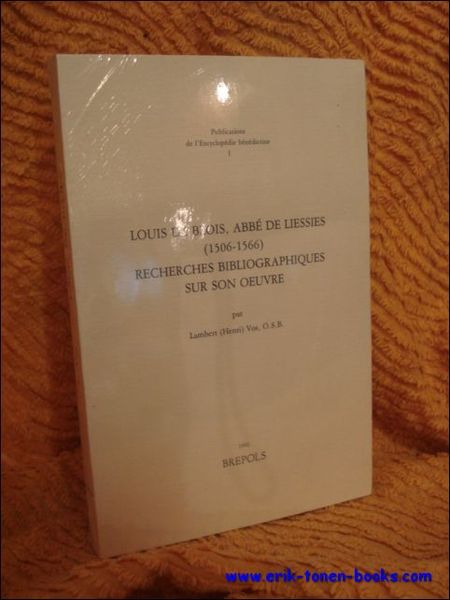 Publications
de l'Encyclopédie bénédictine
1
LOUIS DE BLOIS, ABBÉ DE LIESSIES
(1506-1566)
RECHERCHES BIBLIOGRAPHIQUES
SUR SON OEUVRE
par
Lambert (Henri) Vos, O.S.B.
BREPOLS
www.erik-tonen-books.com